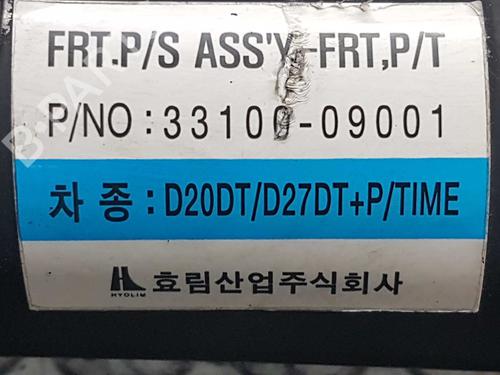 FRT.P/S ASS'Y-FRT,P/T
P/NO : 33100-09001
차 종 : D20DT/D27DT+P/TIME
HYOLIM 효림산업주식회사